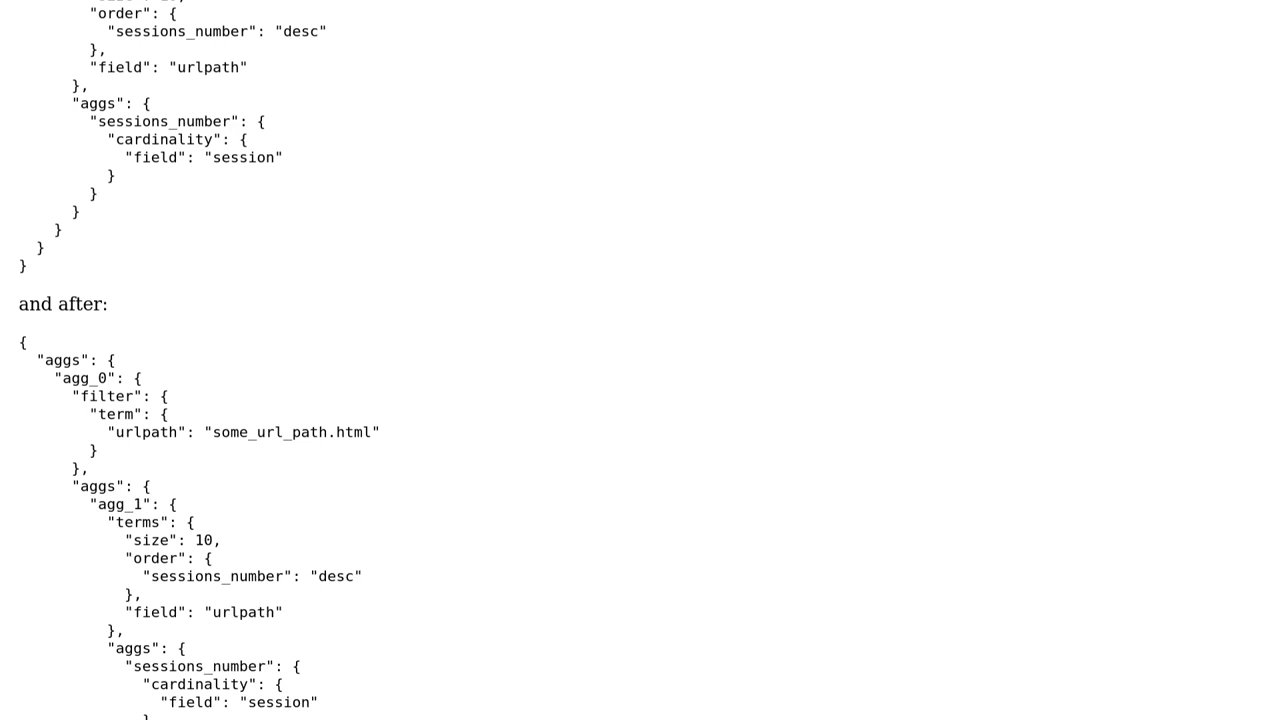 "order": {
"sessions_number": "desc"
},
"field": "urlpath"
},
"aggs": {
"sessions_number": {
"cardinality": {
"field": "session"
}
}
}
}
}
}
and after:
{
"aggs": {
"agg_0": {
"filter": {
"term": {
"urlpath": "some_url_path.html"
}
},
"aggs": {
"agg_1": {
"terms": {
"size": 10,
"order": {
"sessions_number": "desc"
},
"field": "urlpath"
},
"aggs": {
"sessions_number": {
"cardinality": {
"field": "session"
}